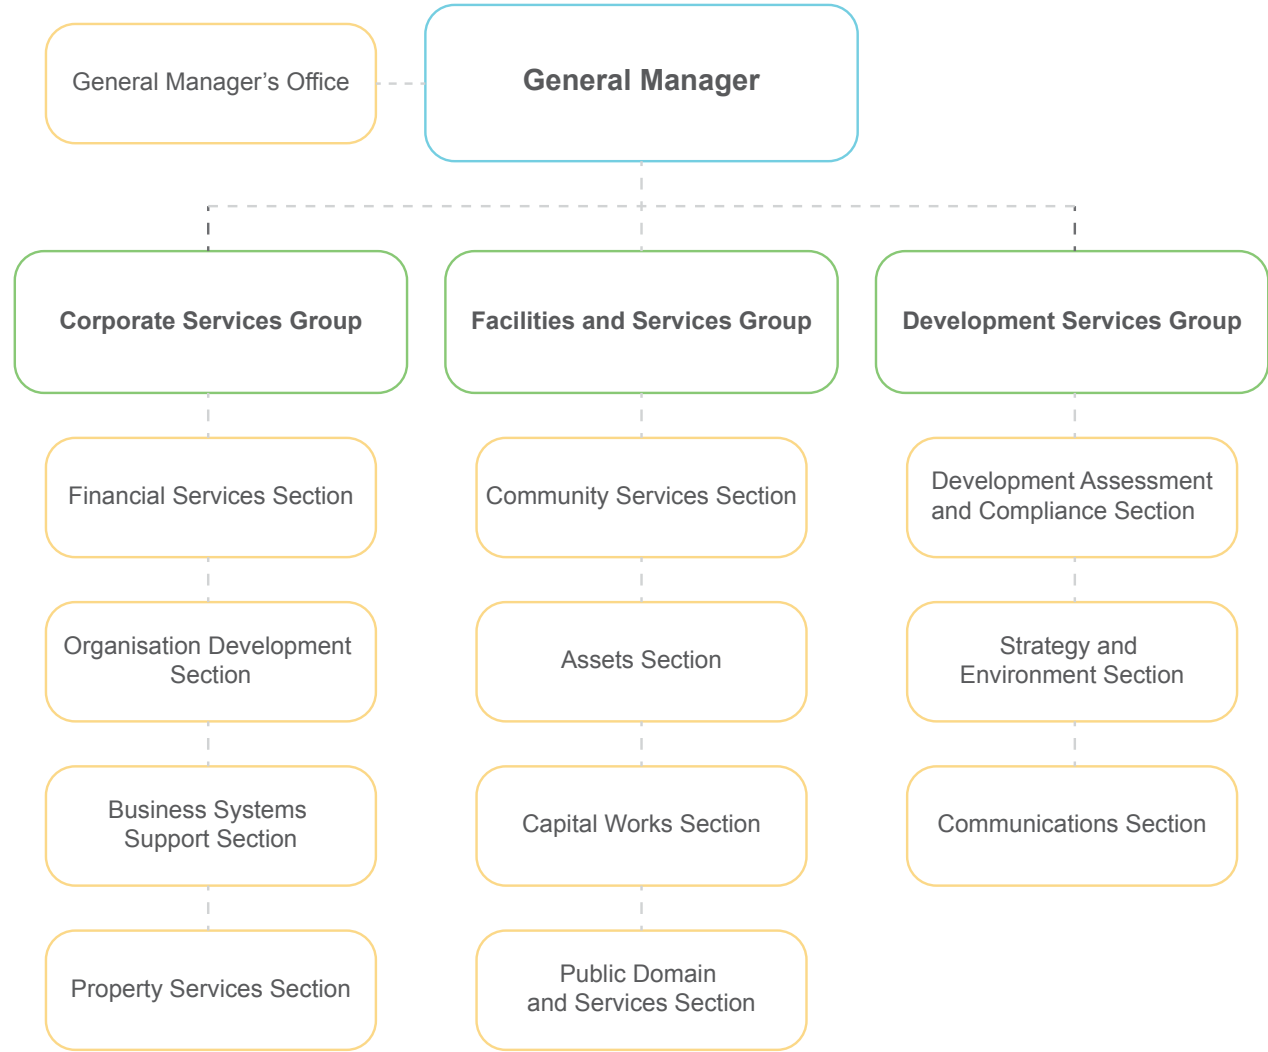 General Manager’s Office
General Manager
Corporate Services Group
Facilities and Services Group
Development Services Group
Financial Services Section
Community Services Section
Development Assessment
and Compliance Section
Organisation Development
Section
Assets Section
Strategy and
Environment Section
Business Systems
Support Section
Capital Works Section
Communications Section
Property Services Section
Public Domain
and Services Section